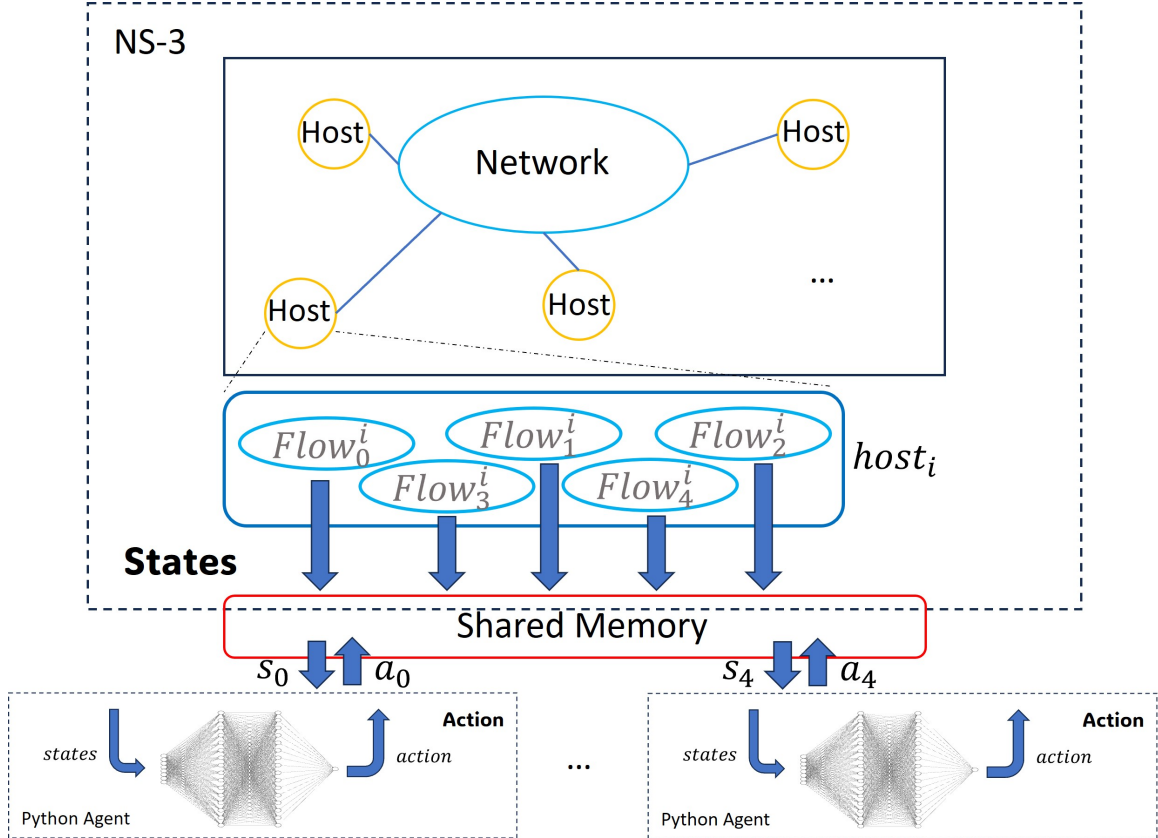 NS-3
Host
Host
Network
Host
Host
...
Flow_0^i
Flow_1^i
Flow_2^i
Flow_3^i
Flow_4^i
host_i
States
Shared Memory
s_0
a_0
s_4
a_4
Action
states
action
Python Agent
...
Action
states
action
Python Agent